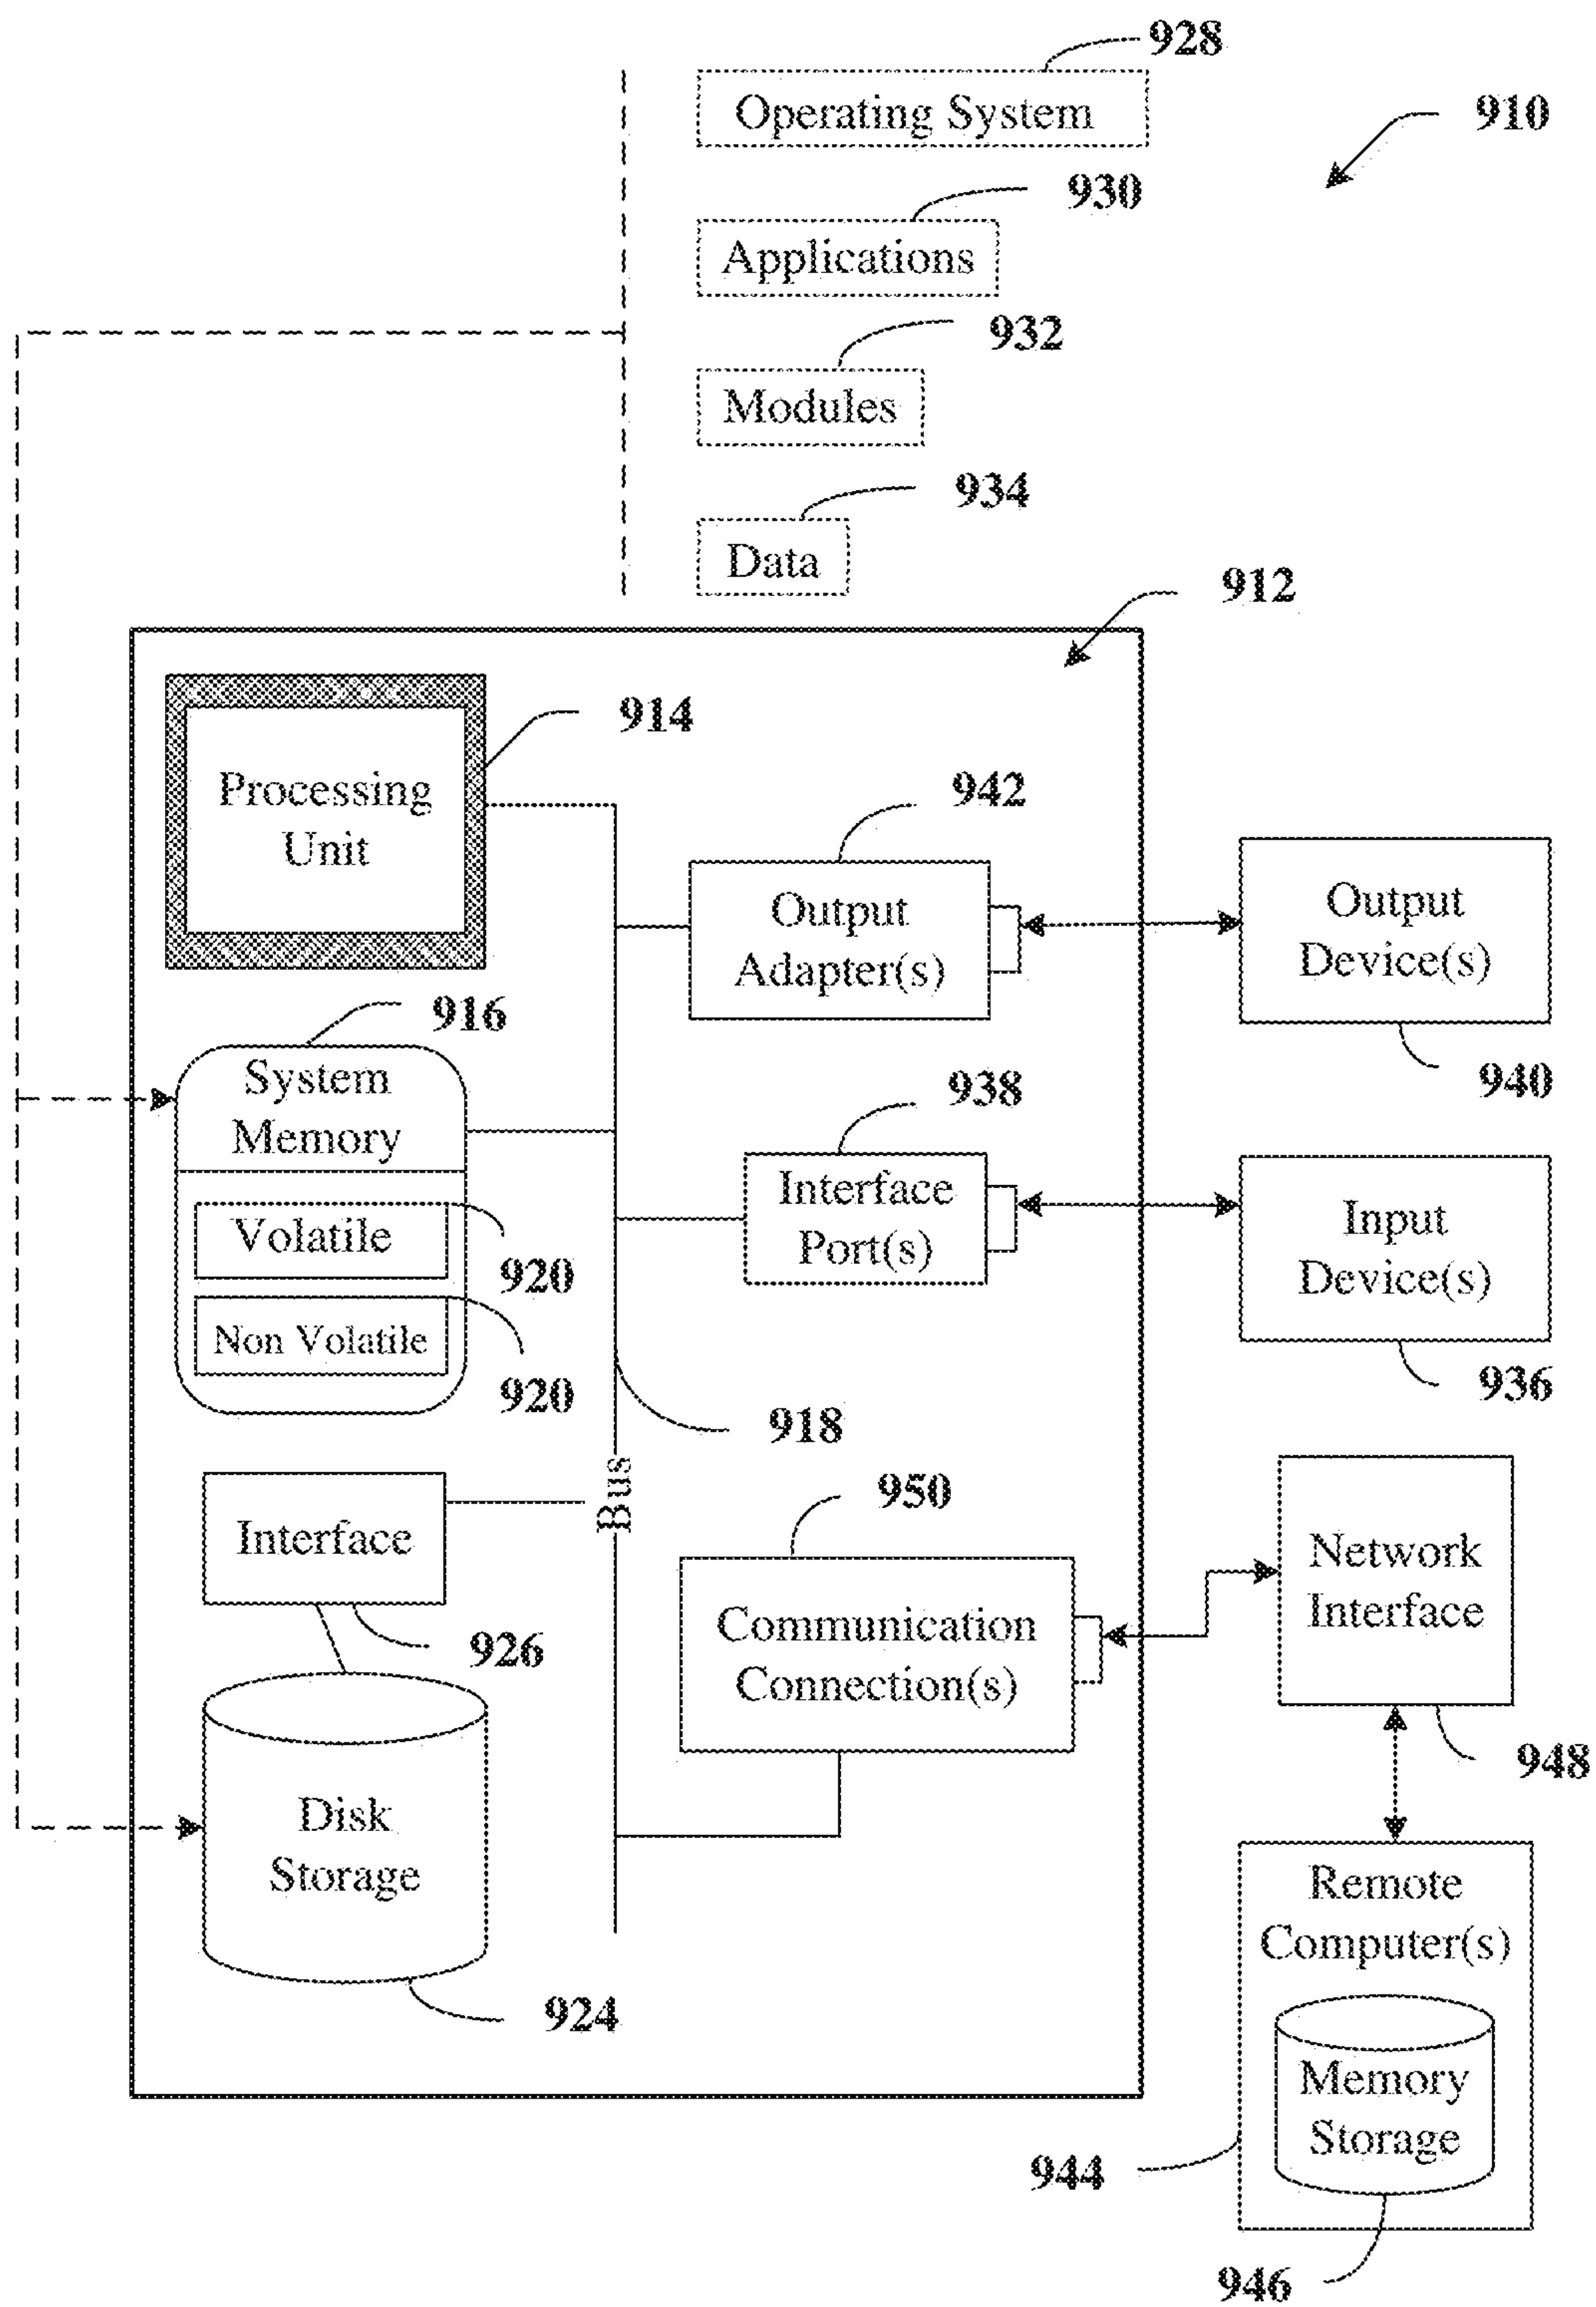 928
Operating System
910
930
Applications
932
Modules
934
Data
912
914
Processing
Unit
942
Output
Adapter(s)
Output
Device(s)
940
916
System
Memory
938
Interface
Port(s)
Input
Device(s)
936
Volatile
920
Non Volatile
920
918
Bus
950
Interface
926
Communication
Connection(s)
Network
Interface
948
Disk
Storage
924
Remote
Computer(s)
Memory
Storage
944
946